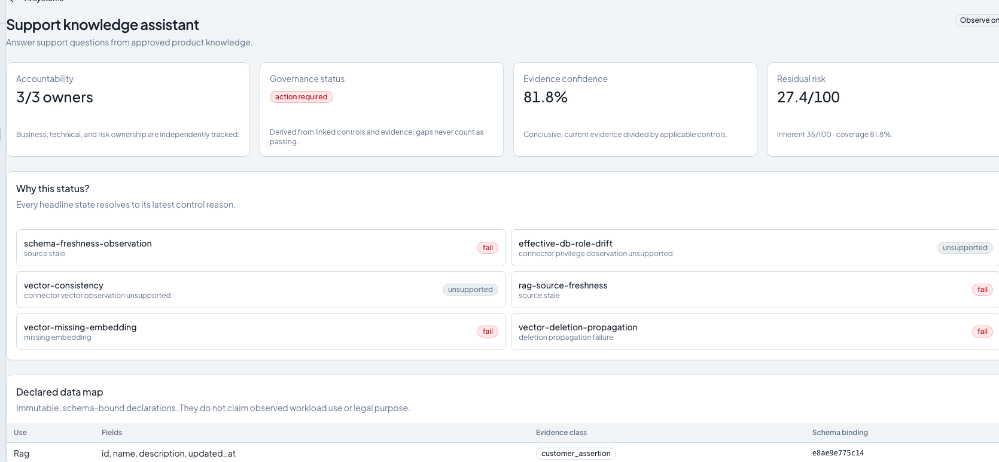 Support knowledge assistant
Observe on
Answer support questions from approved product knowledge.
Accountability
3/3 owners
Business, technical, and risk ownership are independently tracked.
Governance status
action required
Derived from linked controls and evidence; gaps never count as
passing.
Evidence confidence
81.8%
Conclusive, current evidence divided by applicable controls.
Residual risk
27.4/100
Inherent 35/100 · coverage 81.8%.
Why this status?
Every headline state resolves to its latest control reason.
schema-freshness-observation
source stale
fail
effective-db-role-drift
connector privilege observation unsupported
unsupported
vector-consistency
connector vector observation unsupported
unsupported
rag-source-freshness
source stale
fail
vector-missing-embedding
missing embedding
fail
vector-deletion-propagation
deletion propagation failure
fail
Declared data map
Immutable, schema-bound declarations. They do not claim observed workload use or legal purpose.
Use Fields Evidence class Schema binding
Rag id, name, description, updated_at customer_assertion e8ae9e775c14